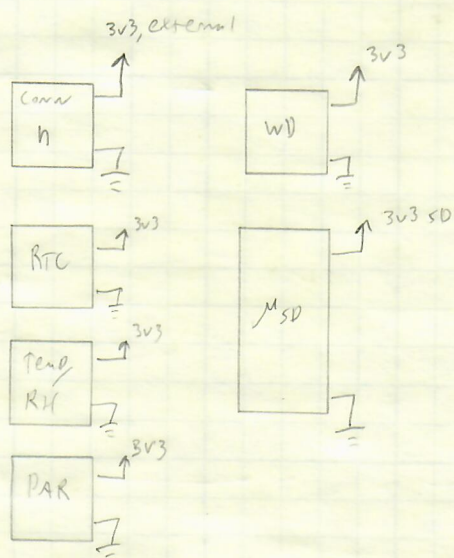 3v3, external
CONN
n
3v3
WD
3v3
RTC
3v3 SD
μSD
3v3
Temp/
RH
3v3
PAR